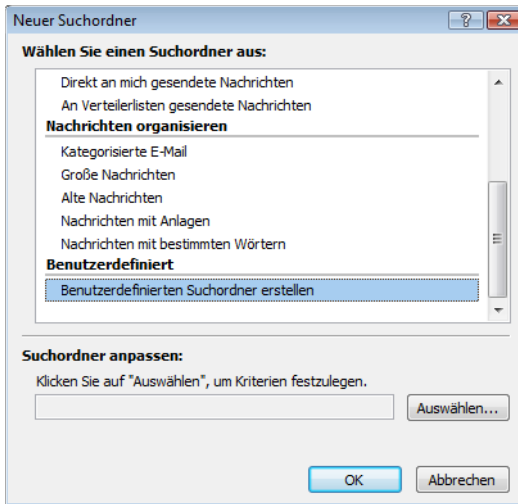 Neuer Suchordner
Wählen Sie einen Suchordner aus:
Direkt an mich gesendete Nachrichten
An Verteilerlisten gesendete Nachrichten
Nachrichten organisieren
Kategorisierte E-Mail
Große Nachrichten
Alte Nachrichten
Nachrichten mit Anlagen
Nachrichten mit bestimmten Wörtern
Benutzerdefiniert
Benutzerdefinierten Suchordner erstellen
Suchordner anpassen:
Klicken Sie auf "Auswählen", um Kriterien festzulegen.
Auswählen...
OK Abbrechen